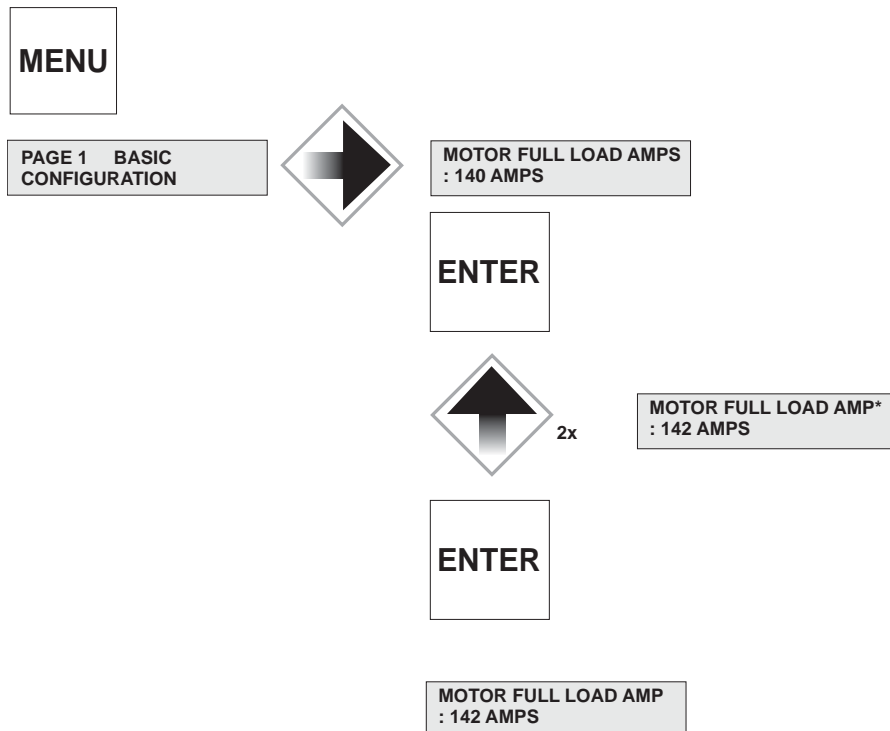 MENU
PAGE 1 BASIC
CONFIGURATION
MOTOR FULL LOAD AMPS
: 140 AMPS
ENTER
2x
MOTOR FULL LOAD AMP*
: 142 AMPS
ENTER
MOTOR FULL LOAD AMP
: 142 AMPS